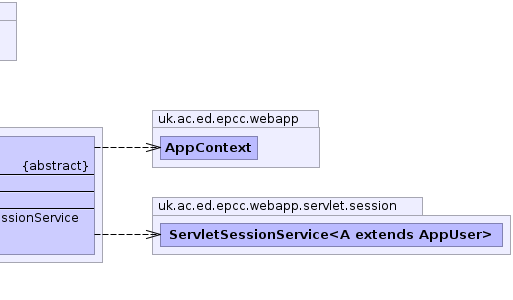 uk.ac.ed.epcc.webapp
AppContext
{abstract}
uk.ac.ed.epcc.webapp.servlet.session
ssionService
ServletSessionService<A extends AppUser>